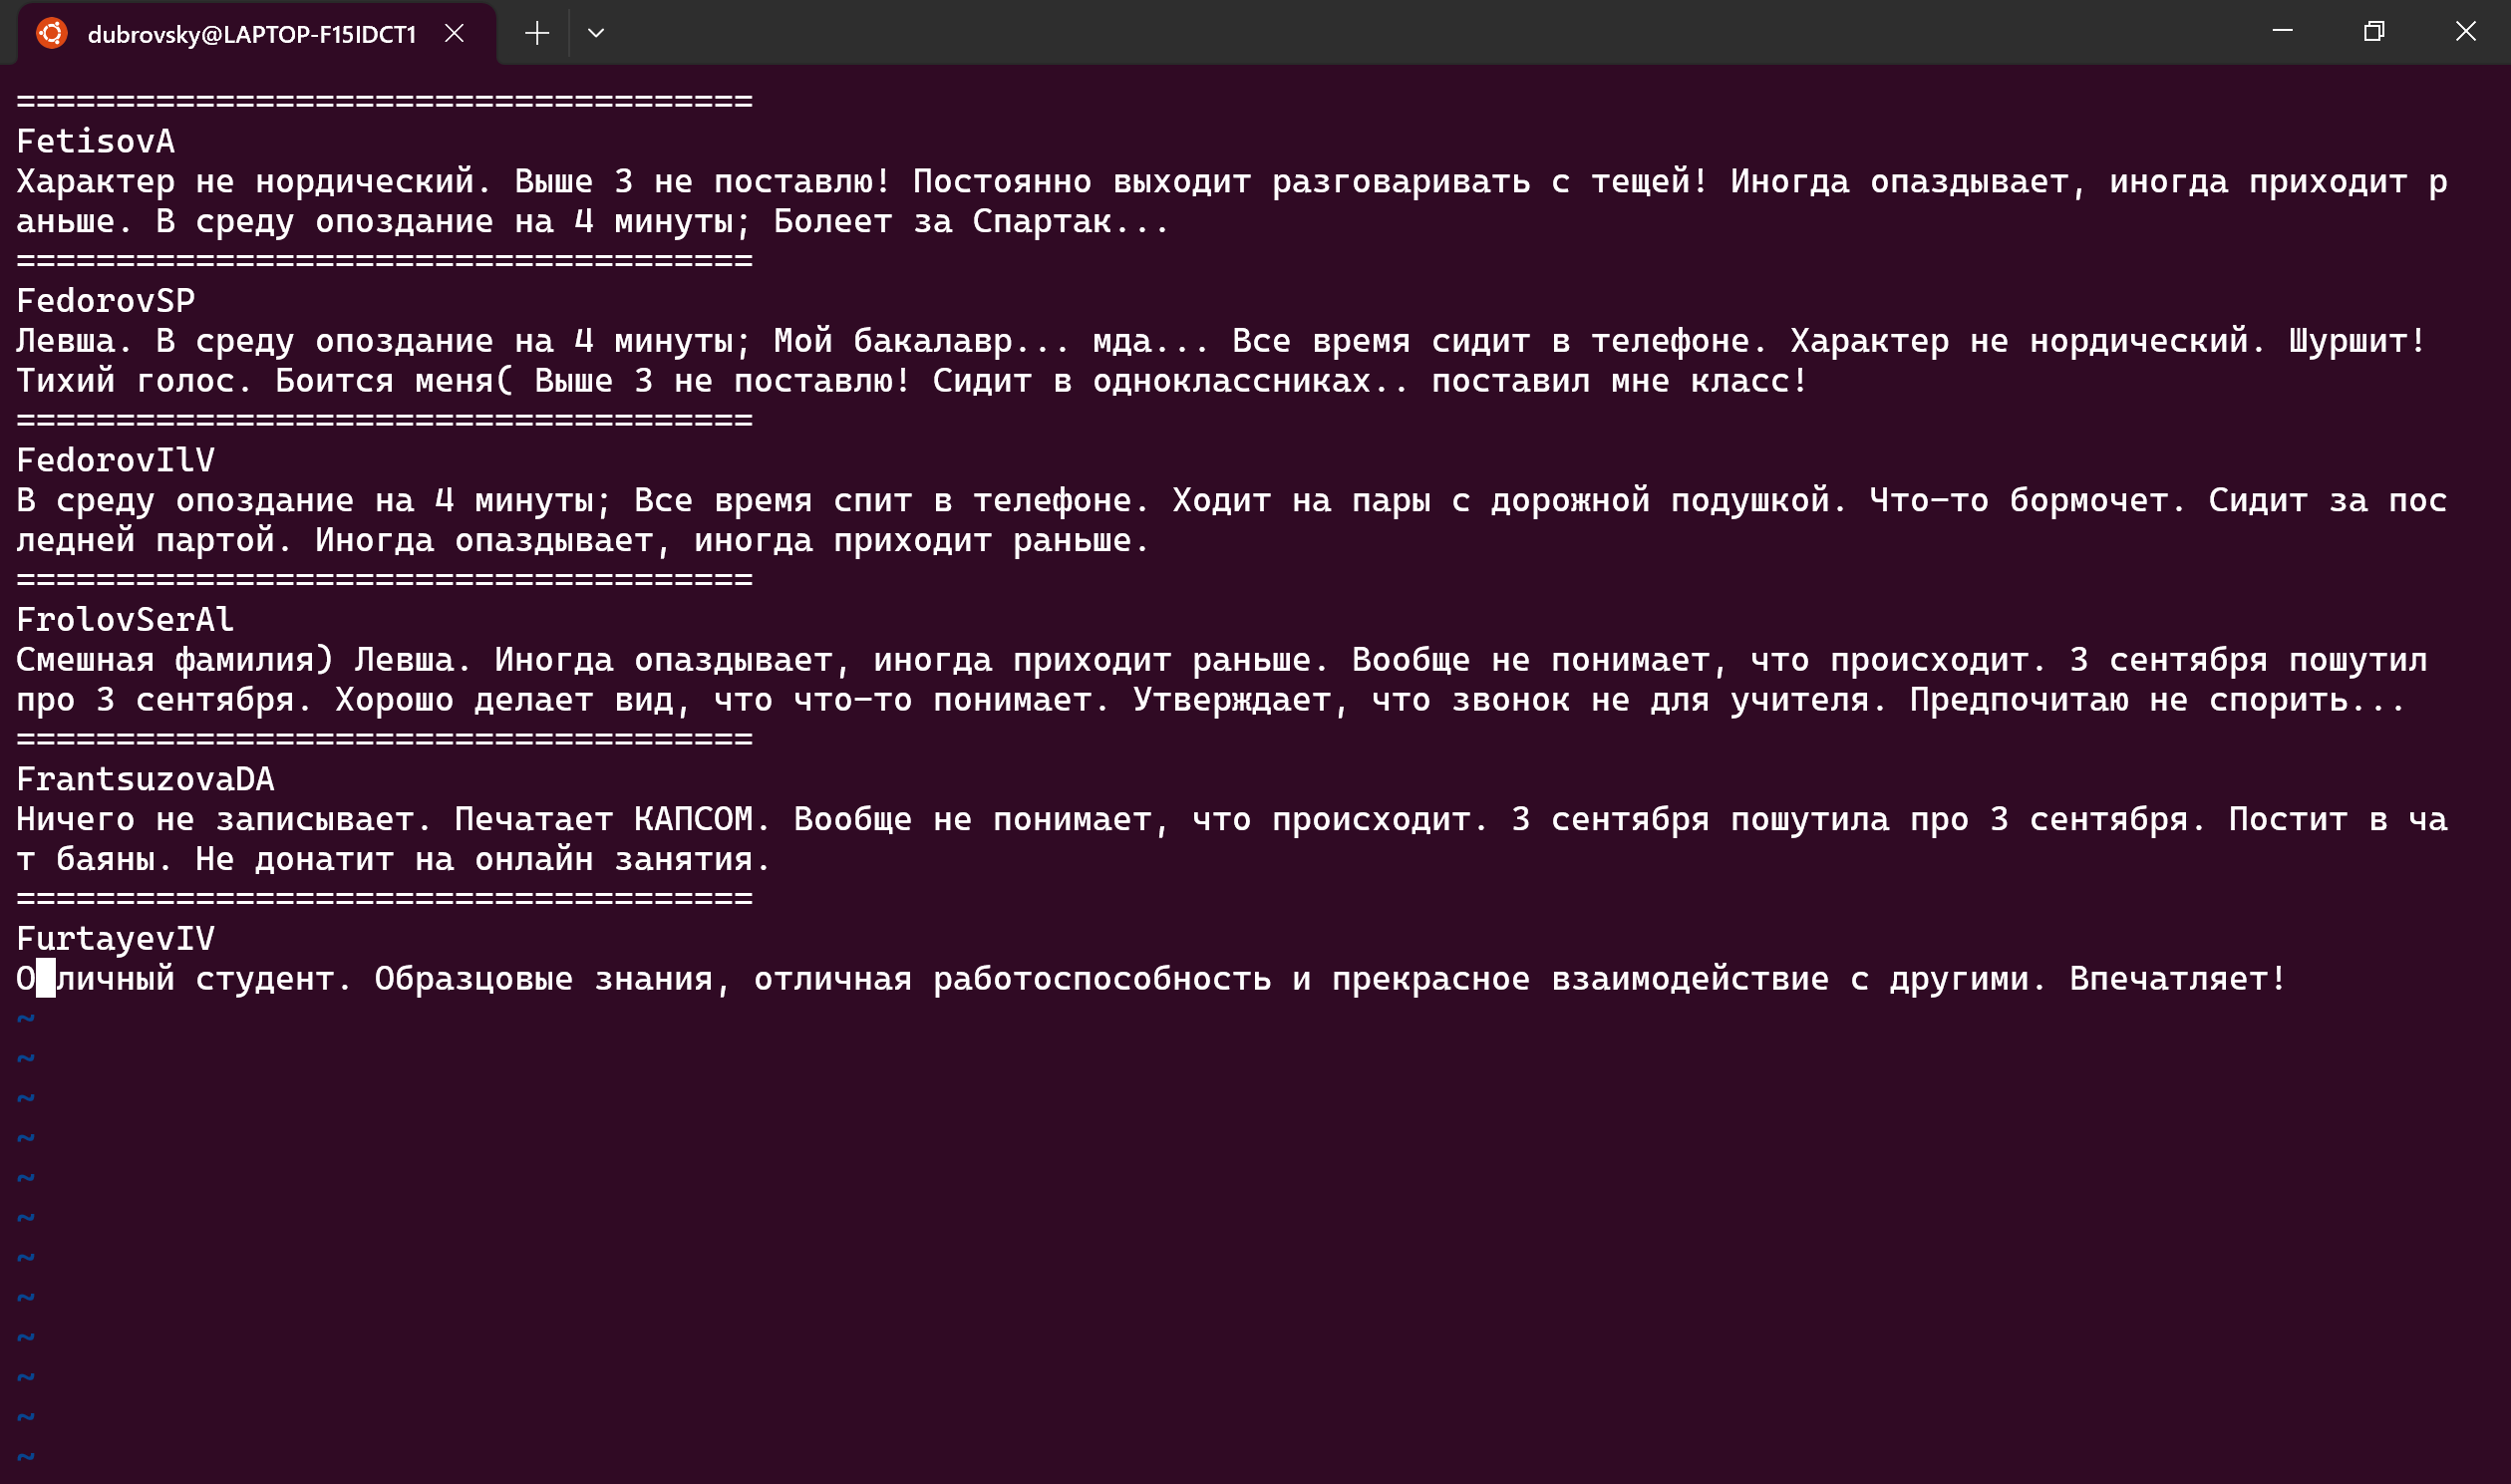 dubrovsky@LAPTOP-F15IDCT1
=====================================
FetisovA
Характер не нордический. Выше 3 не поставлю! Постоянно выходит разговаривать с тещей! Иногда опаздывает, иногда приходит р
аньше. В среду опоздание на 4 минуты; Болеет за Спартак...
=====================================
FedorovSP
Левша. В среду опоздание на 4 минуты; Мой бакалавр... мда... Все время сидит в телефоне. Характер не нордический. Шуршит!
Тихий голос. Боится меня( Выше 3 не поставлю! Сидит в одноклассниках.. поставил мне класс!
=====================================
FedorovIlV
В среду опоздание на 4 минуты; Все время спит в телефоне. Ходит на пары с дорожной подушкой. Что-то бормочет. Сидит за пос
ледней партой. Иногда опаздывает, иногда приходит раньше.
=====================================
FrolovSerAl
Смешная фамилия) Левша. Иногда опаздывает, иногда приходит раньше. Вообще не понимает, что происходит. 3 сентября пошутил
про 3 сентября. Хорошо делает вид, что что-то понимает. Утверждает, что звонок не для учителя. Предпочитаю не спорить...
=====================================
FrantsuzovaDA
Ничего не записывает. Печатает КАПСОМ. Вообще не понимает, что происходит. 3 сентября пошутила про 3 сентября. Постит в ча
т баяны. Не донатит на онлайн занятия.
=====================================
FurtayevIV
О личный студент. Образцовые знания, отличная работоспособность и прекрасное взаимодействие с другими. Впечатляет!
~
~
~
~
~
~
~
~
~
~
~
~